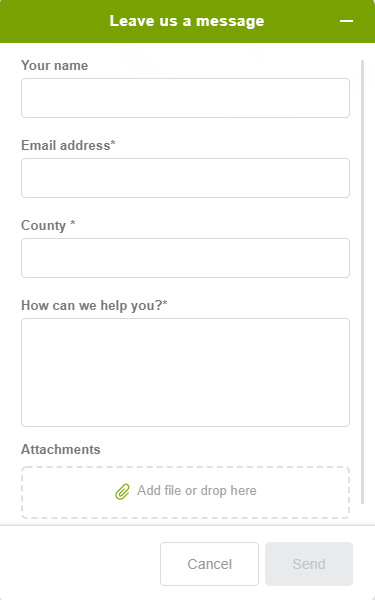 Leave us a message
Your name
Email address*
County *
How can we help you?*
Attachments
Add file or drop here
Cancel
Send